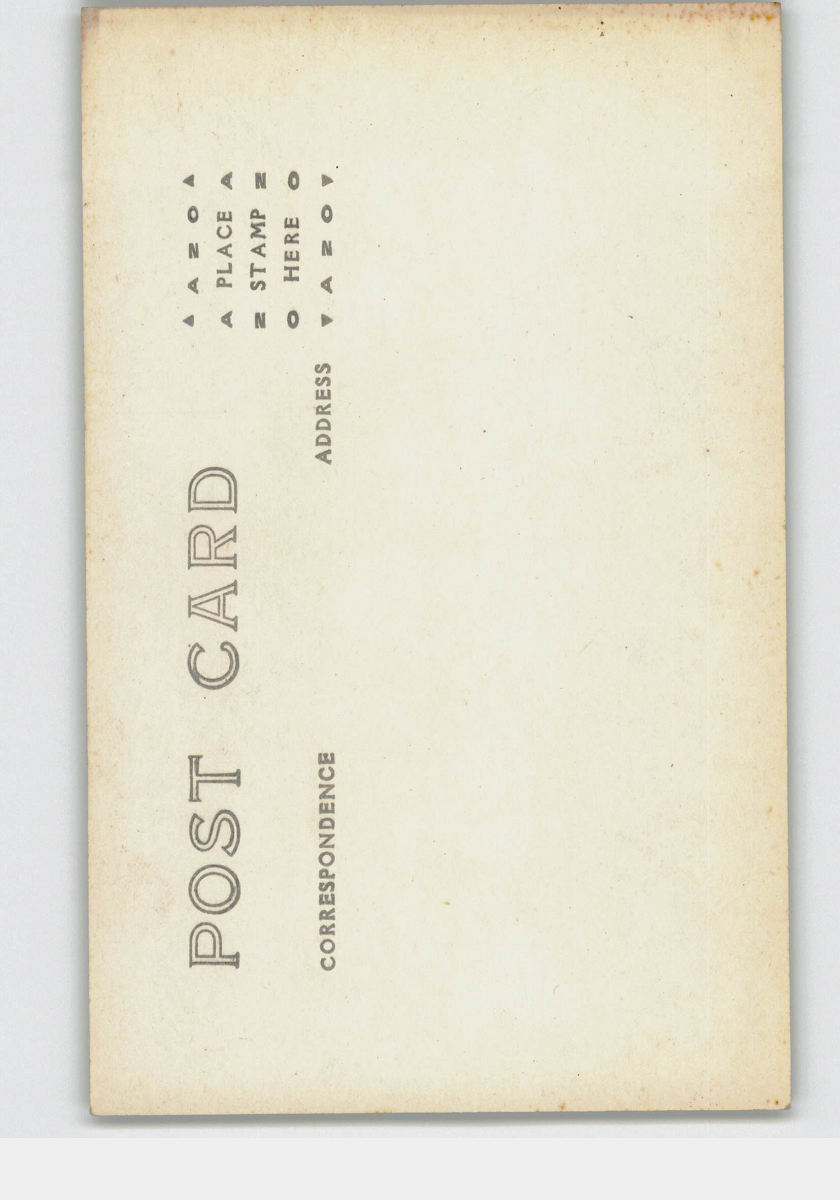 POST CARD
▲ A Z O ▲
A PLACE A
Z STAMP Z
O HERE O
▼ A Z O ▼
CORRESPONDENCE
ADDRESS